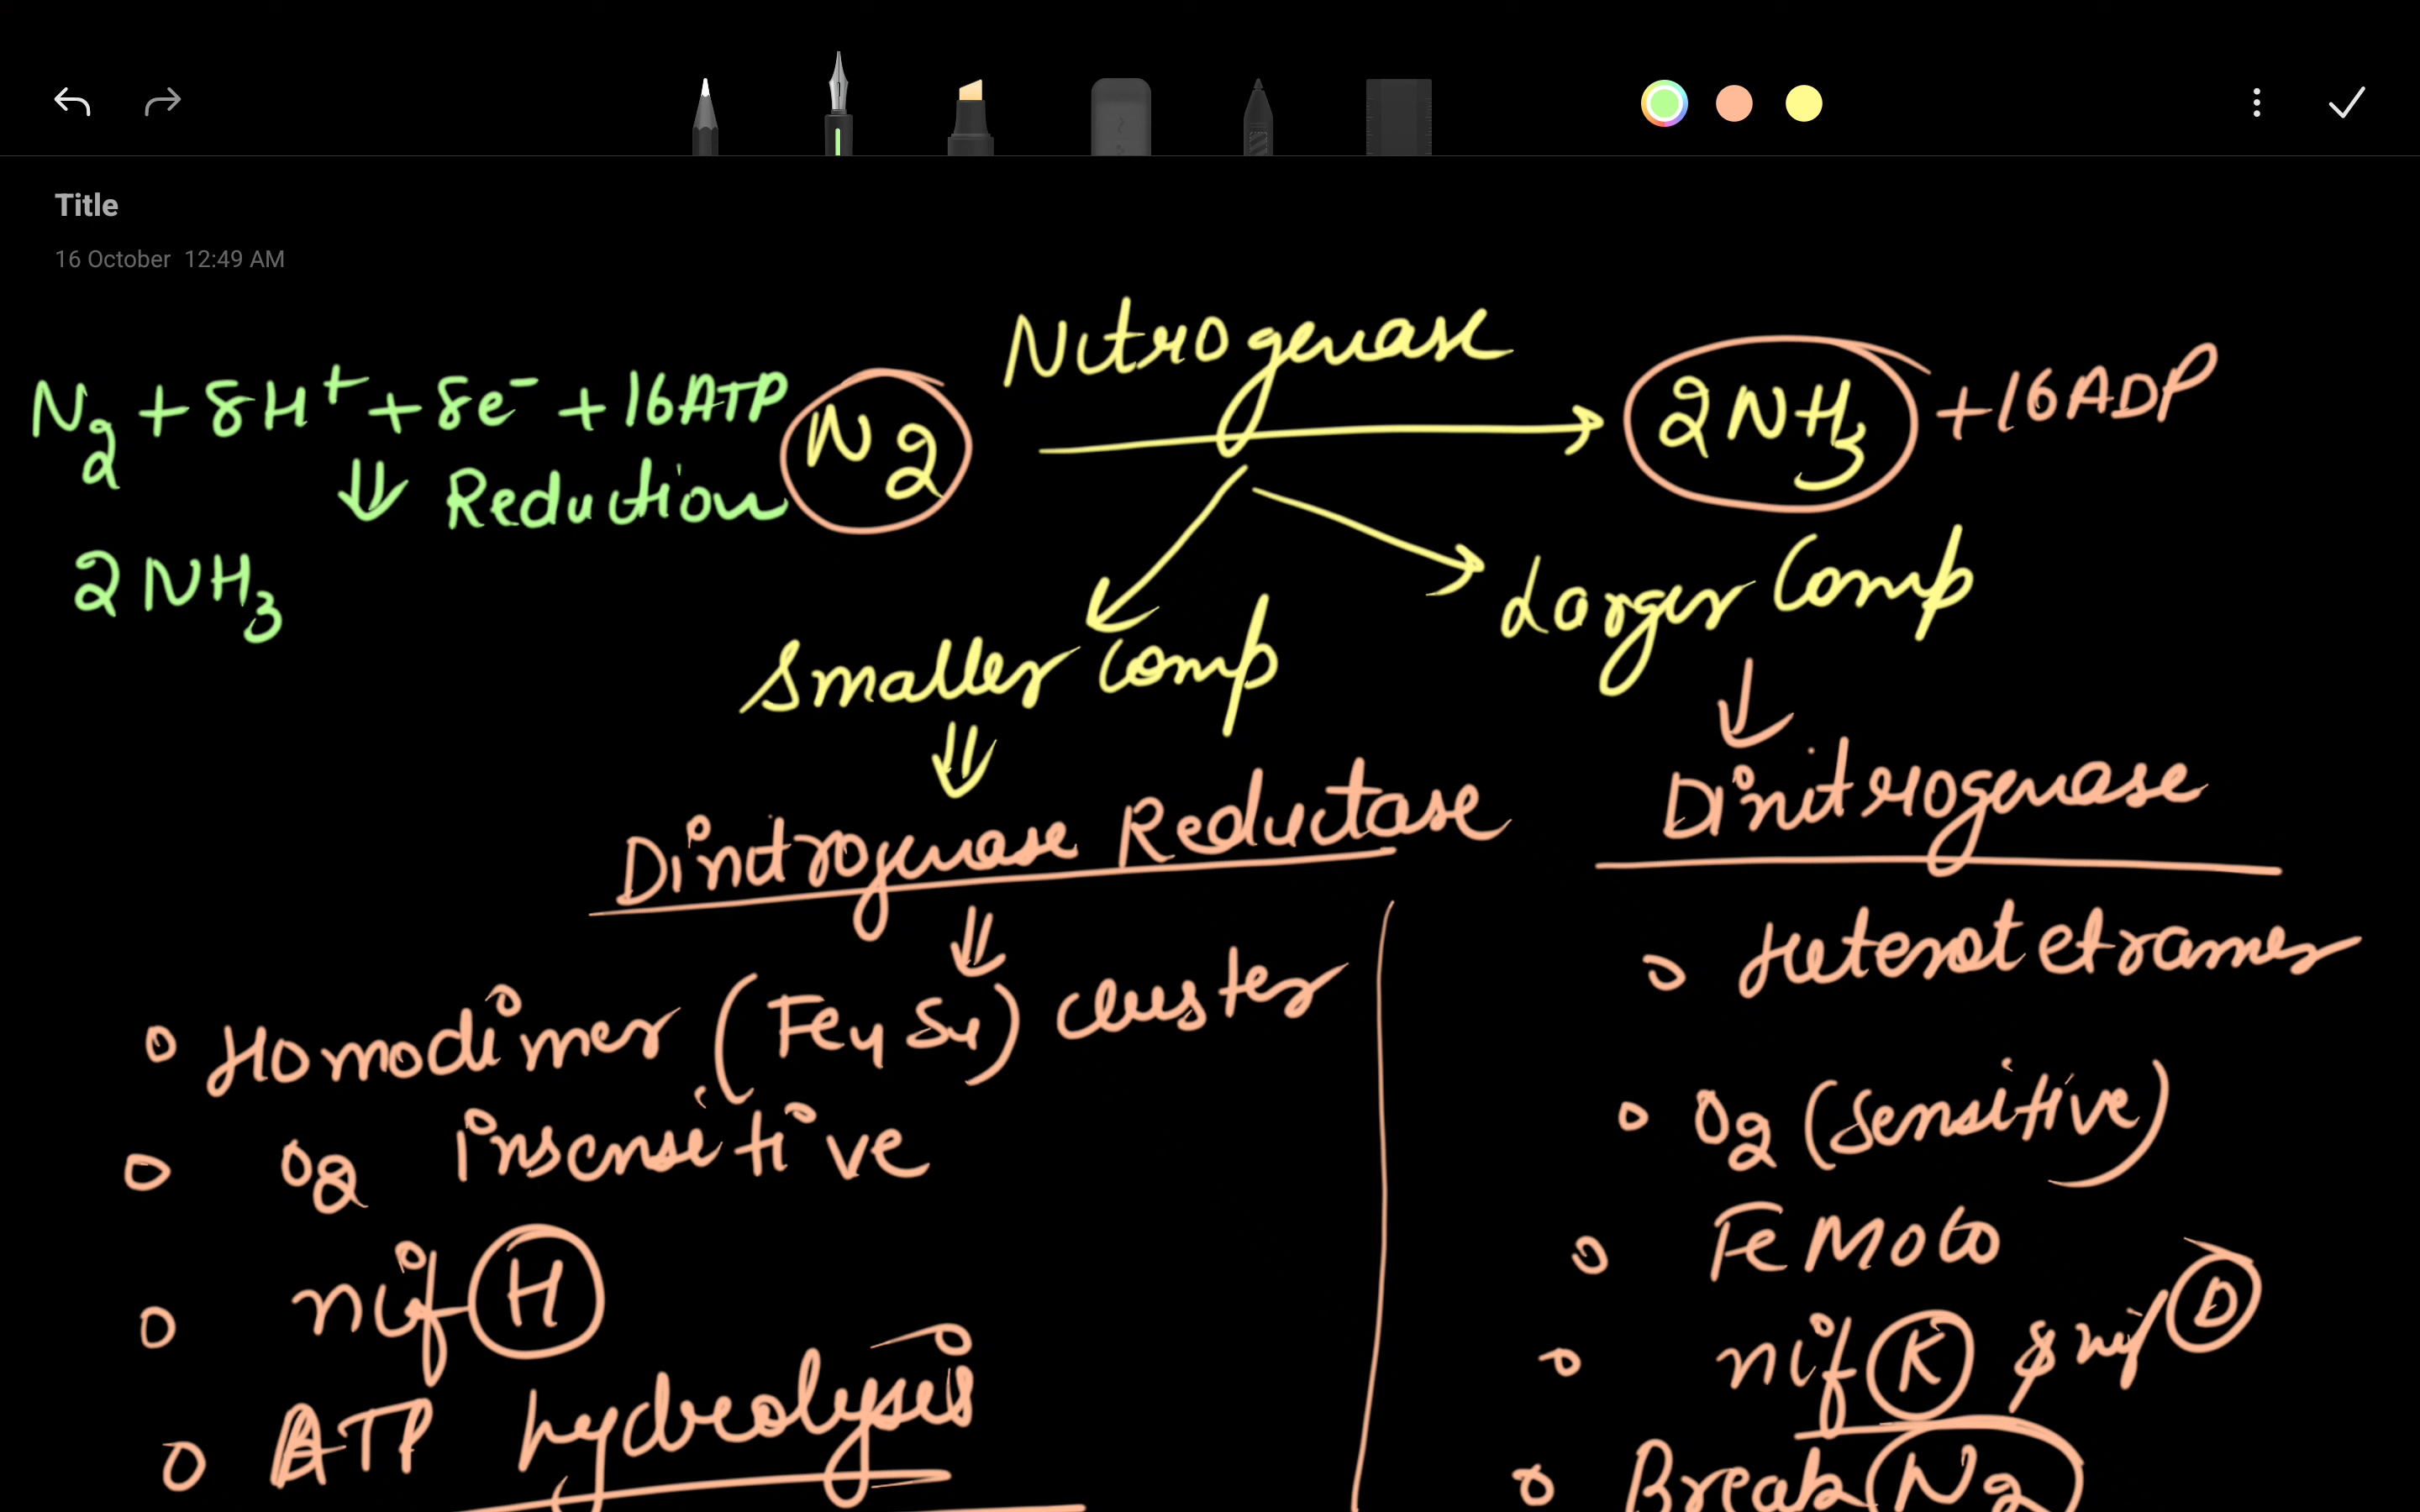 Title
16 October 12:49 AM
Nitrogenase
N2 + 8H+ + 8e- + 16ATP
N2
2NH3 + 16ADP
⇓ Reduction
2NH3
Smaller Comp
Larger Comp
Dinitrogenase Reductase
Dinitrogenase
Homodimer (Fe4S4) cluster
Heterotetramer
O2 insensitive
O2 (Sensitive)
nif H
FeMoCo
nif K & nif D
ATP hydrolysis
Break N2